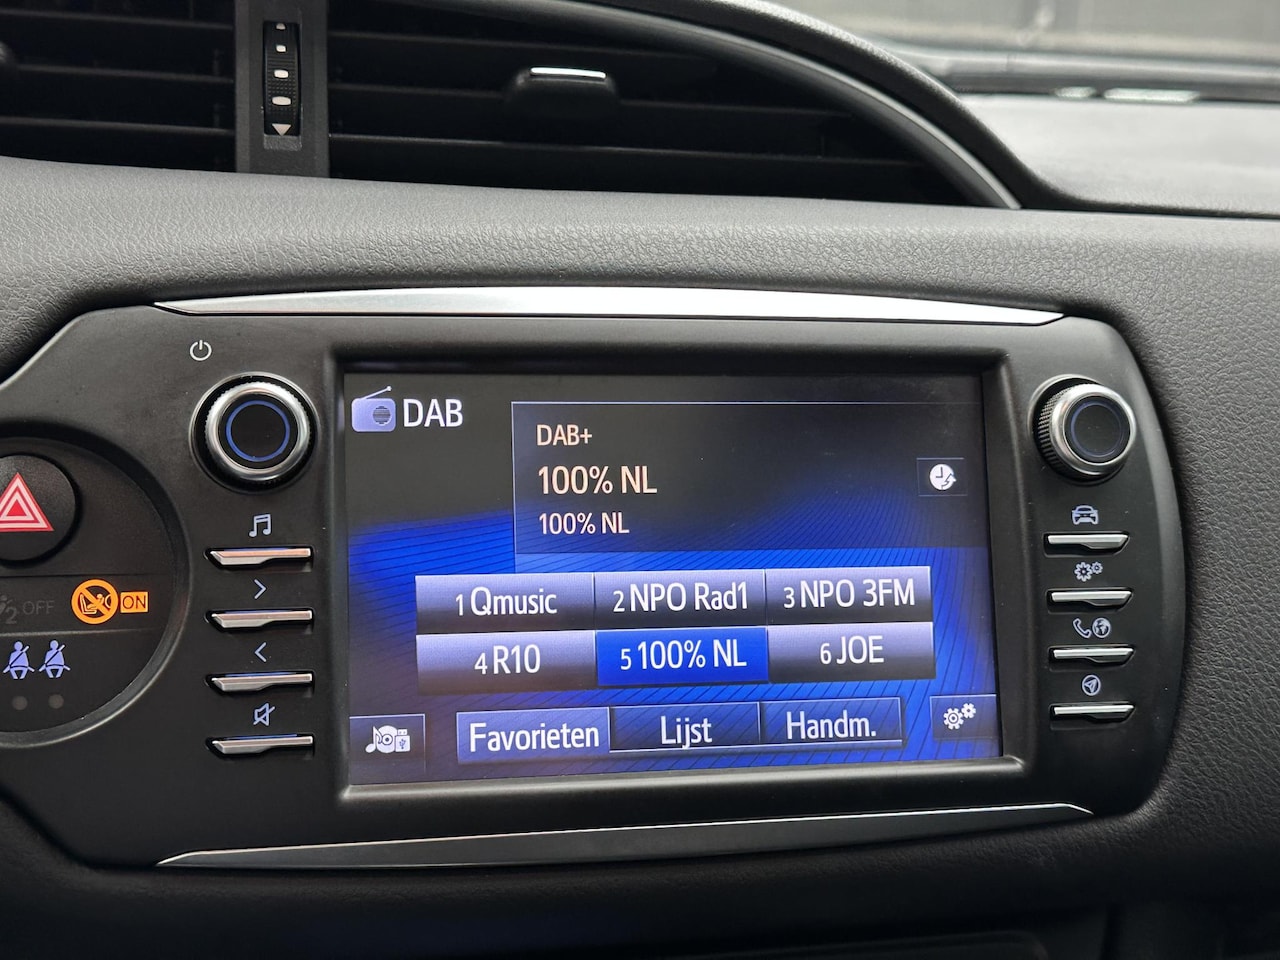 DAB
DAB+
100% NL
100% NL
1 Qmusic
2 NPO Rad1
3 NPO 3FM
4 R10
5 100% NL
6 JOE
Favorieten
Lijst
Handm.
2 OFF
ON